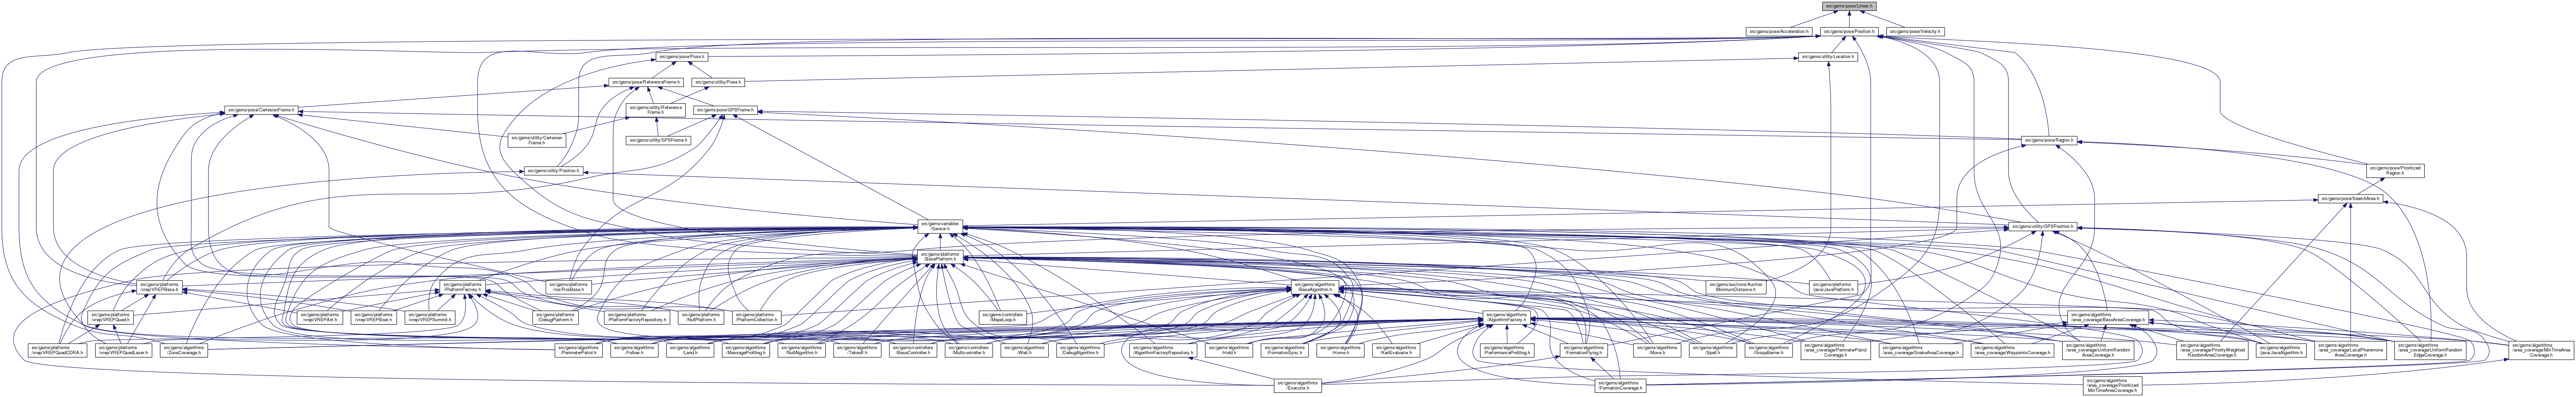 src/gams/pose/Linear.h
src/gams/pose/Acceleration.h
src/gams/pose/Position.h
src/gams/pose/Velocity.h
src/gams/pose/Pose.h
src/gams/utility/Location.h
src/gams/pose/ReferenceFrame.h
src/gams/utility/Pose.h
src/gams/pose/CartesianFrame.h
src/gams/utility/Reference
Frame.h
src/gams/pose/GPSFrame.h
src/gams/utility/Cartesian
Frame.h
src/gams/utility/GPSFrame.h
src/gams/pose/Region.h
src/gams/utility/Position.h
src/gams/pose/Prioritized
Region.h
src/gams/pose/SearchArea.h
src/gams/variables
/Sensor.h
src/gams/utility/GPSPosition.h
src/gams/platforms
/BasePlatform.h
src/gams/platforms
/vrep/VREPBase.h
src/gams/platforms
/PlatformFactory.h
src/gams/platforms
/ros/RosBase.h
src/gams/algorithms
/BaseAlgorithm.h
src/gams/auctions/Auction
MinimumDistance.h
src/gams/platforms
/java/JavaPlatform.h
src/gams/platforms
/vrep/VREPQuad.h
src/gams/platforms
/vrep/VREPAnt.h
src/gams/platforms
/vrep/VREPBoat.h
src/gams/platforms
/vrep/VREPSummit.h
src/gams/platforms
/DebugPlatform.h
src/gams/platforms
/PlatformFactoryRepository.h
src/gams/platforms
/NullPlatform.h
src/gams/platforms
/PlatformCollection.h
src/gams/controllers
/MapeLoop.h
src/gams/algorithms
/AlgorithmFactory.h
src/gams/algorithms
/area_coverage/BaseAreaCoverage.h
src/gams/platforms
/vrep/VREPQuadCDRA.h
src/gams/platforms
/vrep/VREPQuadLaser.h
src/gams/algorithms
/ZoneCoverage.h
src/gams/algorithms
/PerimeterPatrol.h
src/gams/algorithms
/Follow.h
src/gams/algorithms
/Land.h
src/gams/algorithms
/MessageProfiling.h
src/gams/algorithms
/NullAlgorithm.h
src/gams/algorithms
/Takeoff.h
src/gams/controllers
/BaseController.h
src/gams/controllers
/Multicontroller.h
src/gams/algorithms
/Wait.h
src/gams/algorithms
/DebugAlgorithm.h
src/gams/algorithms
/AlgorithmFactoryRepository.h
src/gams/algorithms
/Hold.h
src/gams/algorithms
/FormationSync.h
src/gams/algorithms
/Home.h
src/gams/algorithms
/KarlEvaluator.h
src/gams/algorithms
/PerformanceProfiling.h
src/gams/algorithms
/FormationFlying.h
src/gams/algorithms
/Move.h
src/gams/algorithms
/Spell.h
src/gams/algorithms
/GroupBarrier.h
src/gams/algorithms
/area_coverage/PerimeterPatrol
Coverage.h
src/gams/algorithms
/area_coverage/SnakeAreaCoverage.h
src/gams/algorithms
/area_coverage/WaypointsCoverage.h
src/gams/algorithms
/area_coverage/UniformRandom
AreaCoverage.h
src/gams/algorithms
/area_coverage/PriorityWeighted
RandomAreaCoverage.h
src/gams/algorithms
/java/JavaAlgorithm.h
src/gams/algorithms
/area_coverage/LocalPheremone
AreaCoverage.h
src/gams/algorithms
/area_coverage/UniformRandom
EdgeCoverage.h
src/gams/algorithms
/area_coverage/MinTimeArea
Coverage.h
src/gams/algorithms
/Executor.h
src/gams/algorithms
/FormationCoverage.h
src/gams/algorithms
/area_coverage/Prioritized
MinTimeAreaCoverage.h